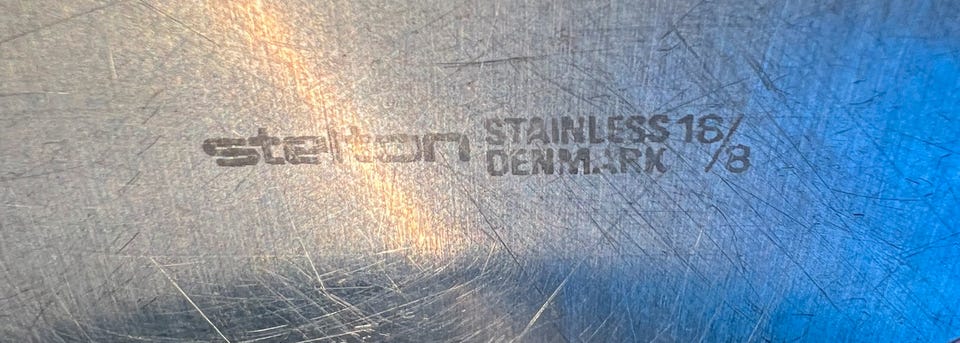 stelton STAINLESS 18/
DENMARK /8